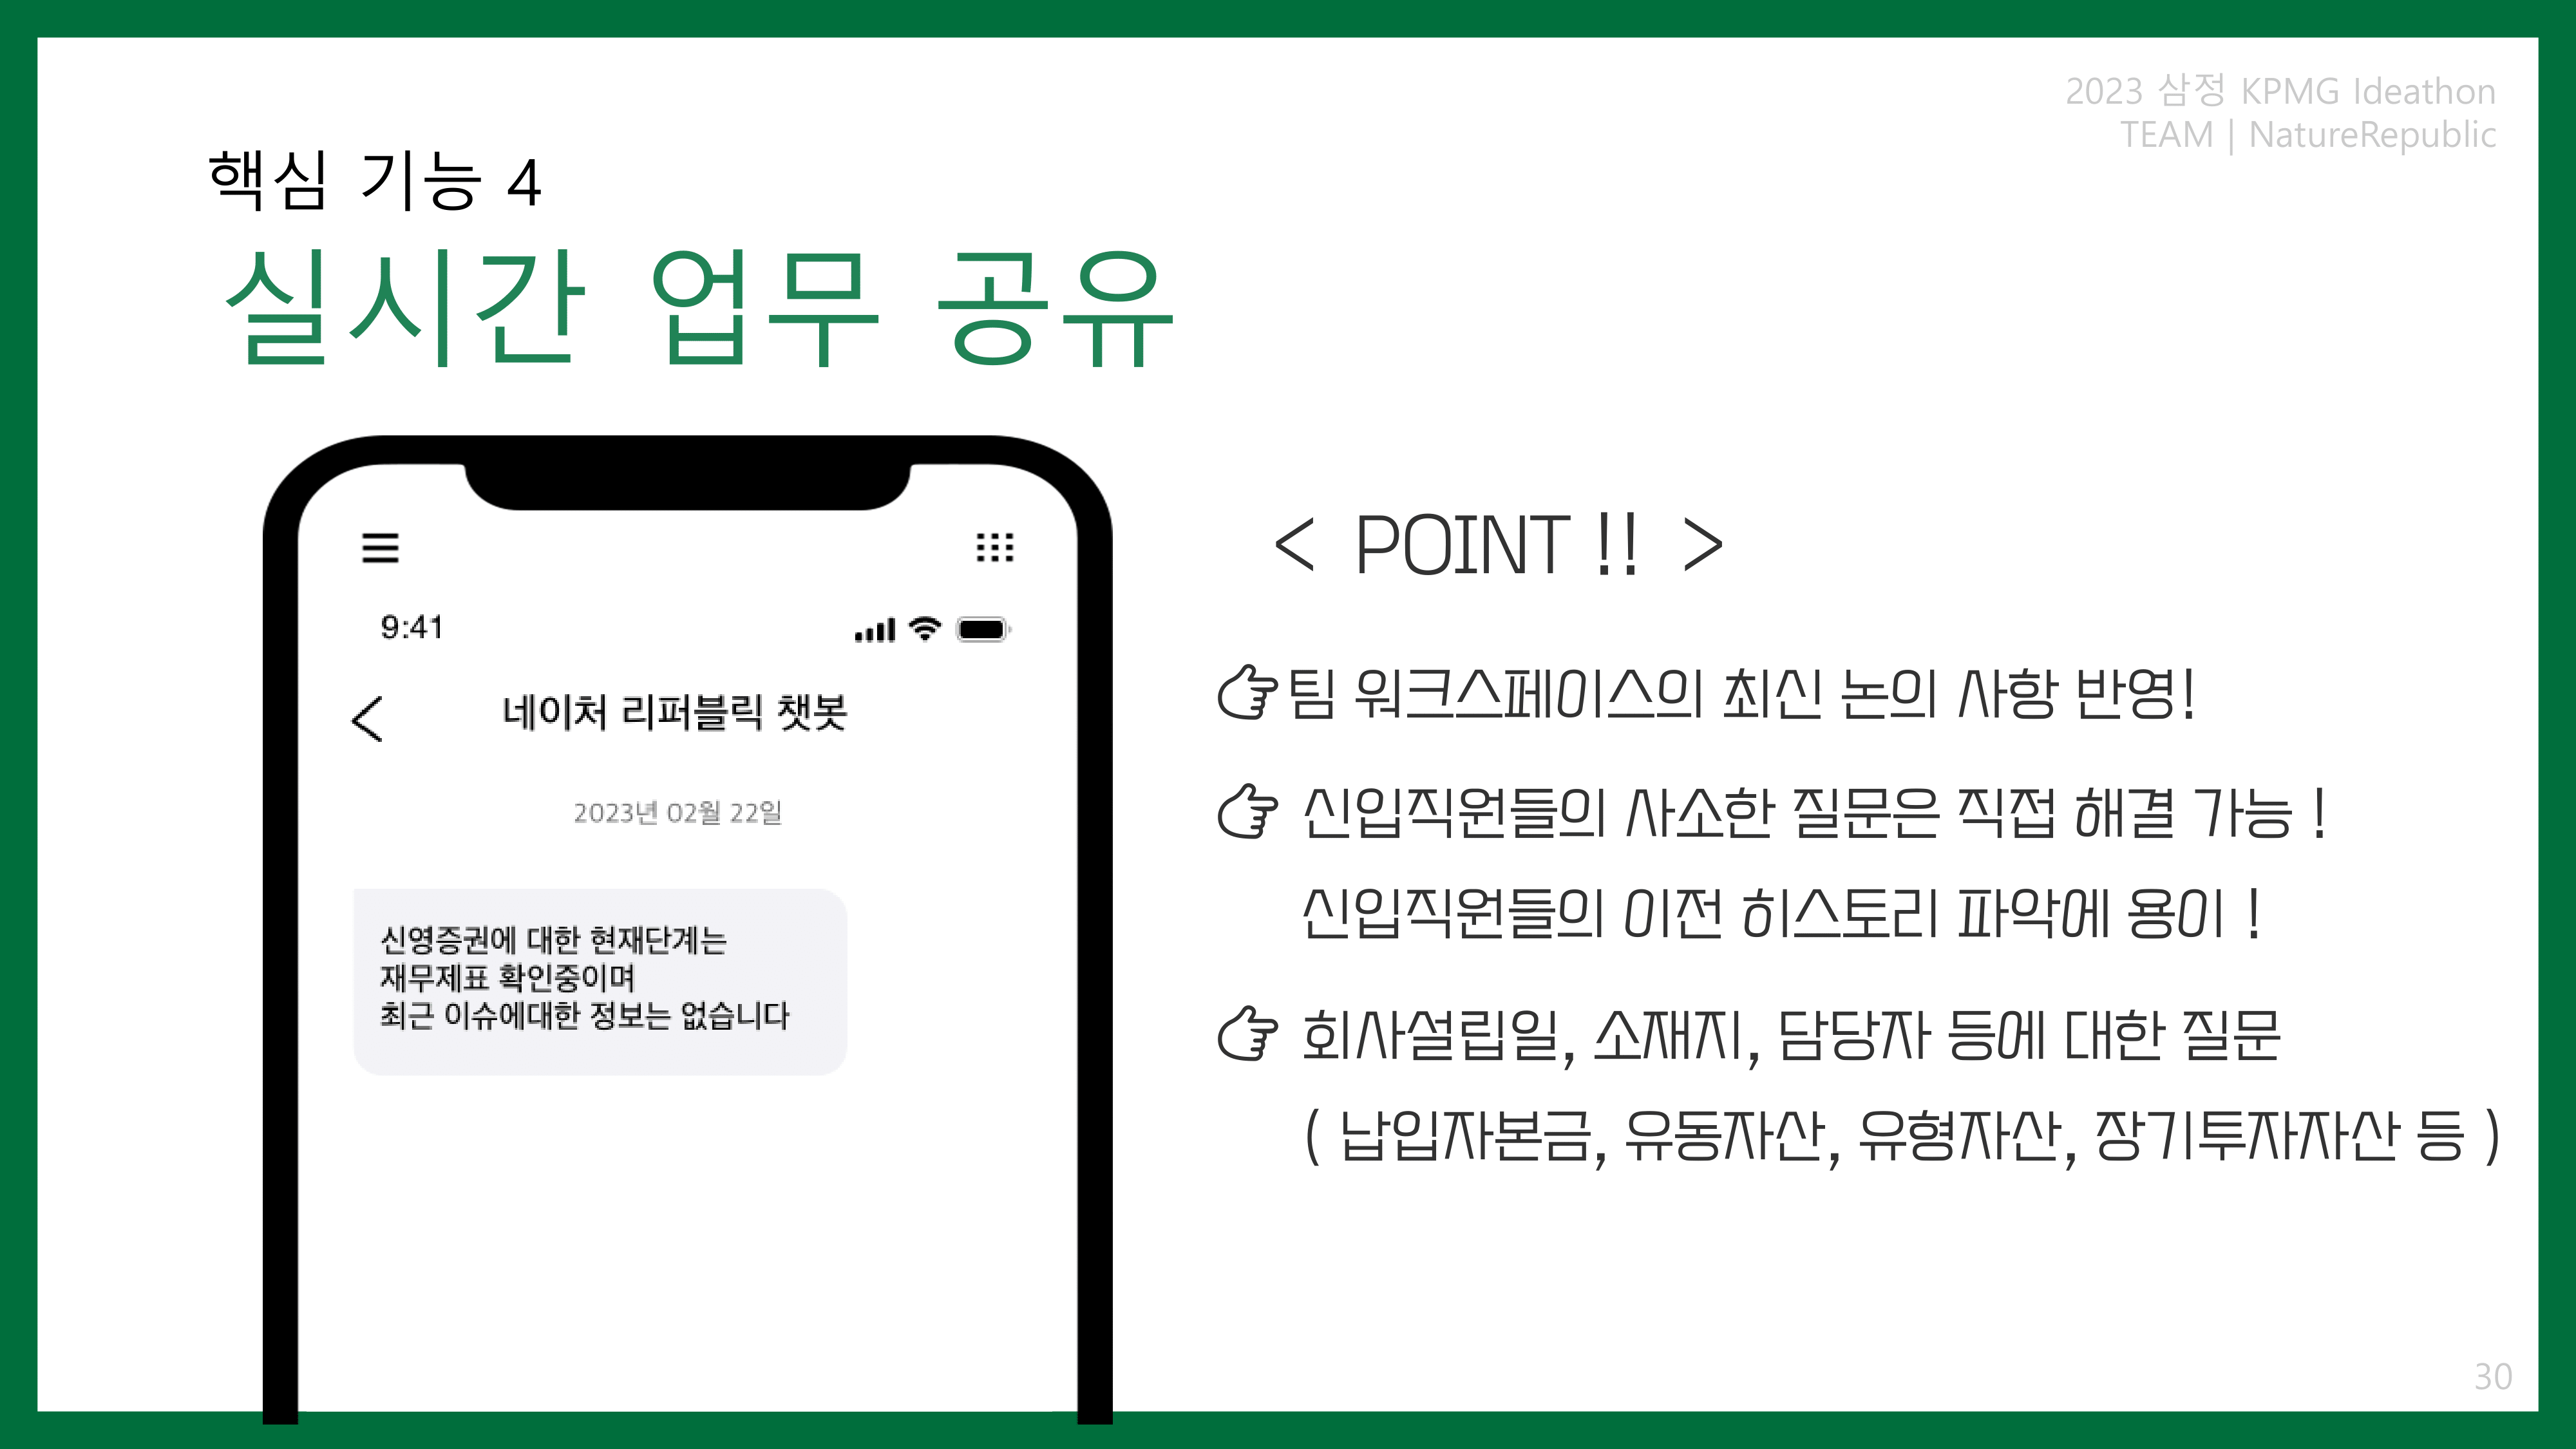 2023 삼정 KPMG Ideathon
TEAM | NatureRepublic
핵심 기능 4
실시간 업무 공유
9:41
네이처 리퍼블릭 챗봇
2023년 02월 22일
신영증권에 대한 현재단계는
재무제표 확인중이며
최근 이슈에대한 정보는 없습니다
< POINT !! >
👉팀 워크스페이스의 최신 논의 사항 반영!
👉 신입직원들의 사소한 질문은 직접 해결 가능 !
신입직원들의 이전 히스토리 파악에 용이 !
👉 회사설립일, 소재지, 담당자 등에 대한 질문
( 납입자본금, 유동자산, 유형자산, 장기투자자산 등 )
30